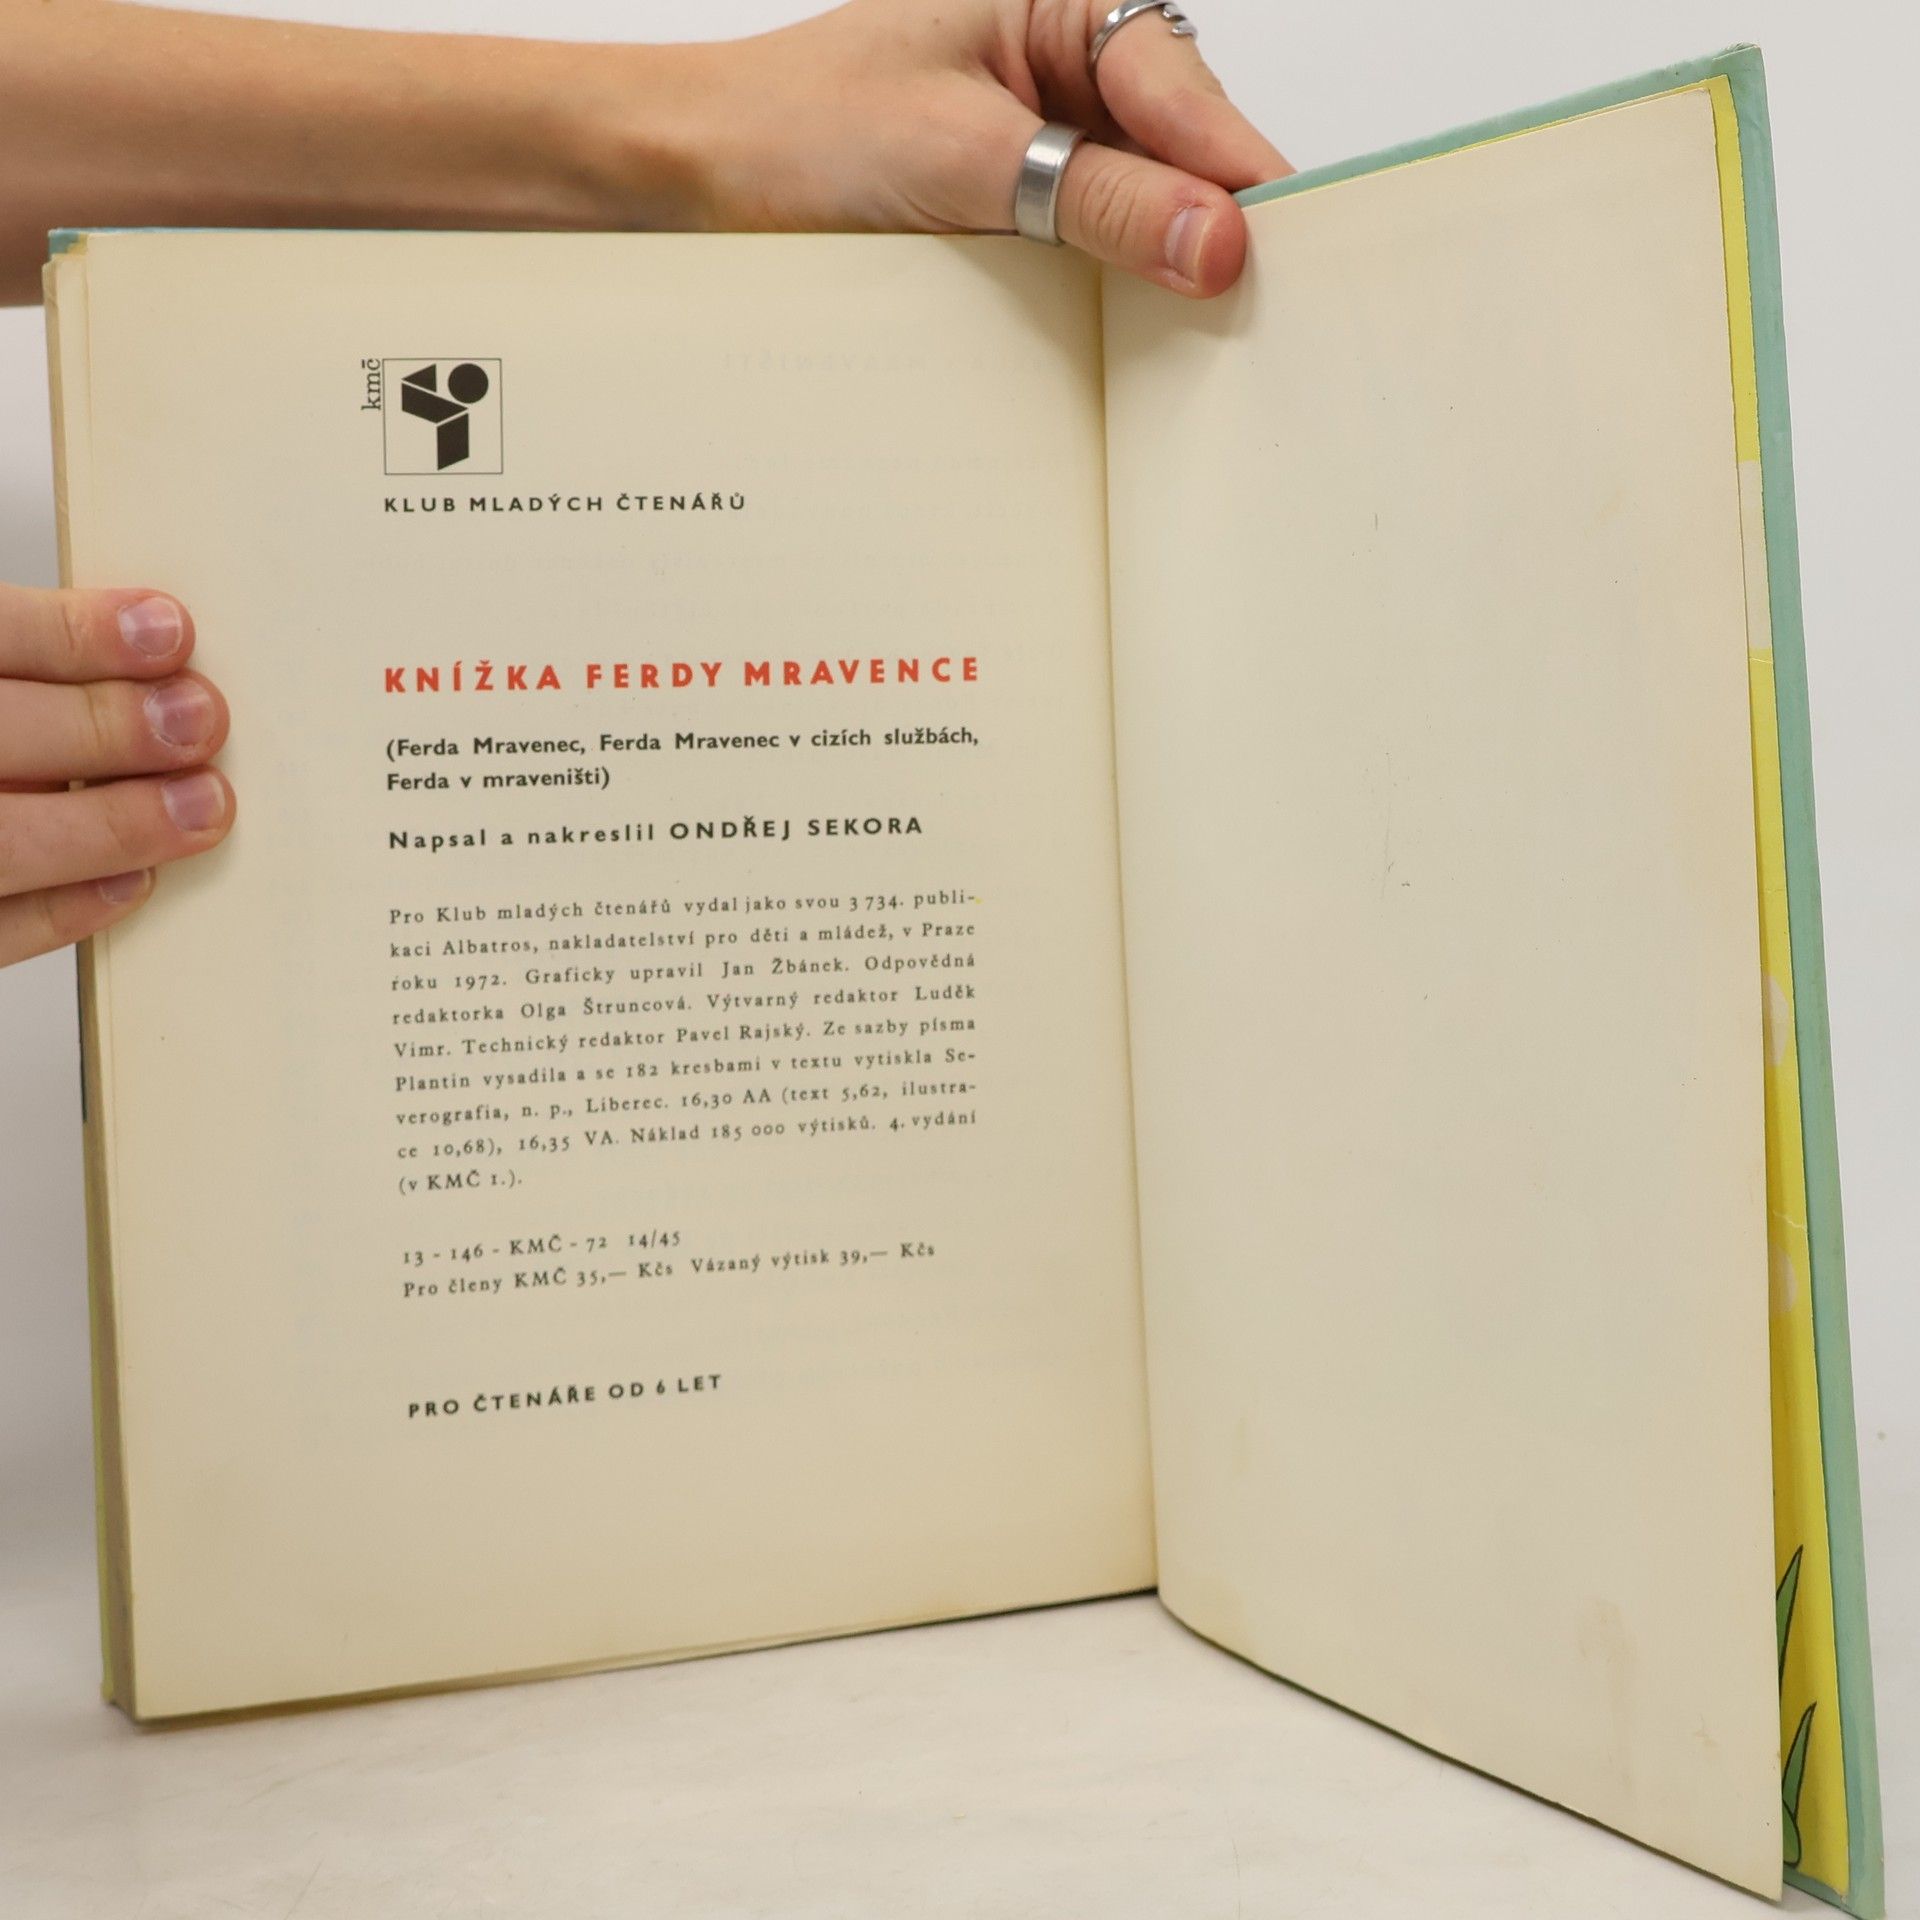 kmč
KLUB MLADÝCH ČTENÁŘŮ
KNÍŽKA FERDY MRAVENCE
(Ferda Mravenec, Ferda Mravenec v cizích službách,
Ferda v mraveništi)
Napsal a nakreslil ONDŘEJ SEKORA
Pro Klub mladých čtenářů vydal jako svou 3 734. publi-
kaci Albatros, nakladatelství pro děti a mládež, v Praze
roku 1972. Graficky upravil Jan Žbánek. Odpovědná
redaktorka Olga Štruncová. Výtvarný redaktor Luděk
Vimr. Technický redaktor Pavel Rajský. Ze sazby písma
Plantin vysadila a se 182 kresbami v textu vytiskla Se-
verografia, n. p., Liberec. 16,30 AA (text 5,62, ilustra-
ce 10,68), 16,35 VA. Náklad 185 000 výtisků. 4. vydání
(v KMČ 1.).
13 - 146 - KMČ - 72 14/45
Pro členy KMČ 35,— Kčs Vázaný výtisk 39,— Kčs
PRO ČTENÁŘE OD 6 LET